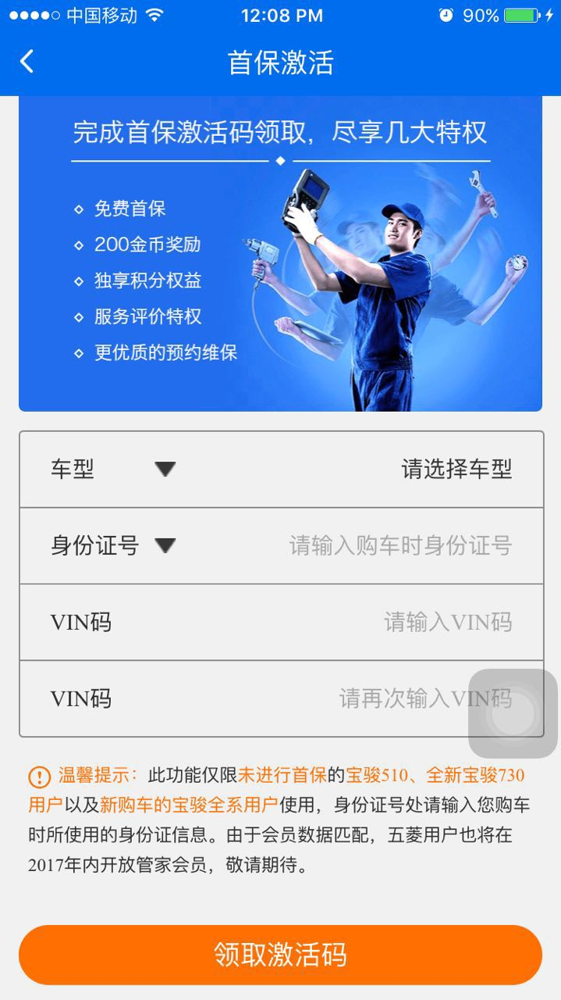 中国移动 12:08 PM 90%
首保激活
完成首保激活码领取，尽享几大特权
免费首保
200金币奖励
独享积分权益
服务评价特权
更优质的预约维保
车型 请选择车型
身份证号 请输入购车时身份证号
VIN码 请输入VIN码
VIN码 请再次输入VIN码
温馨提示：此功能仅限未进行首保的宝骏510、全新宝骏730
用户以及新购车的宝骏全系用户使用，身份证号处请输入您购车
时所使用的身份证信息。由于会员数据匹配，五菱用户也将在
2017年内开放管家会员，敬请期待。
领取激活码